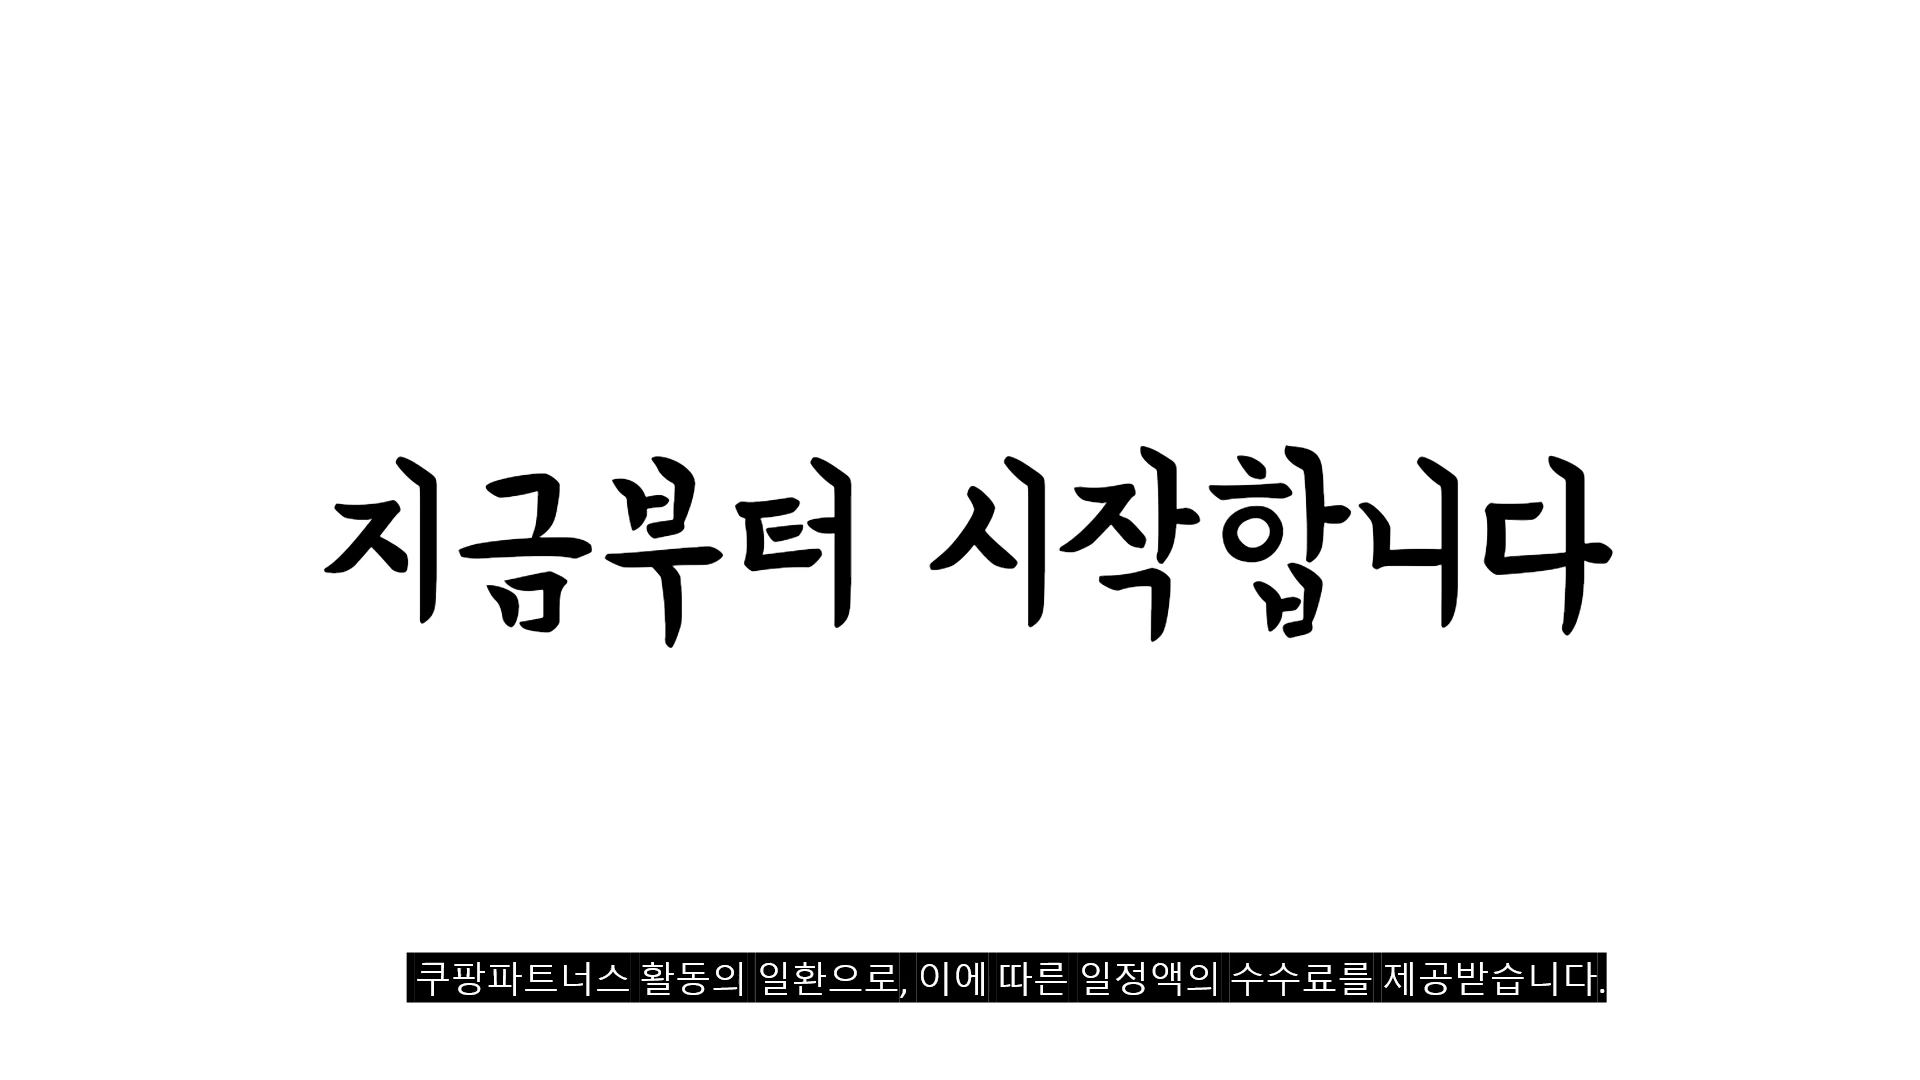 지금부터 시작합니다
쿠팡파트너스 활동의 일환으로, 이에 따른 일정액의 수수료를 제공받습니다.